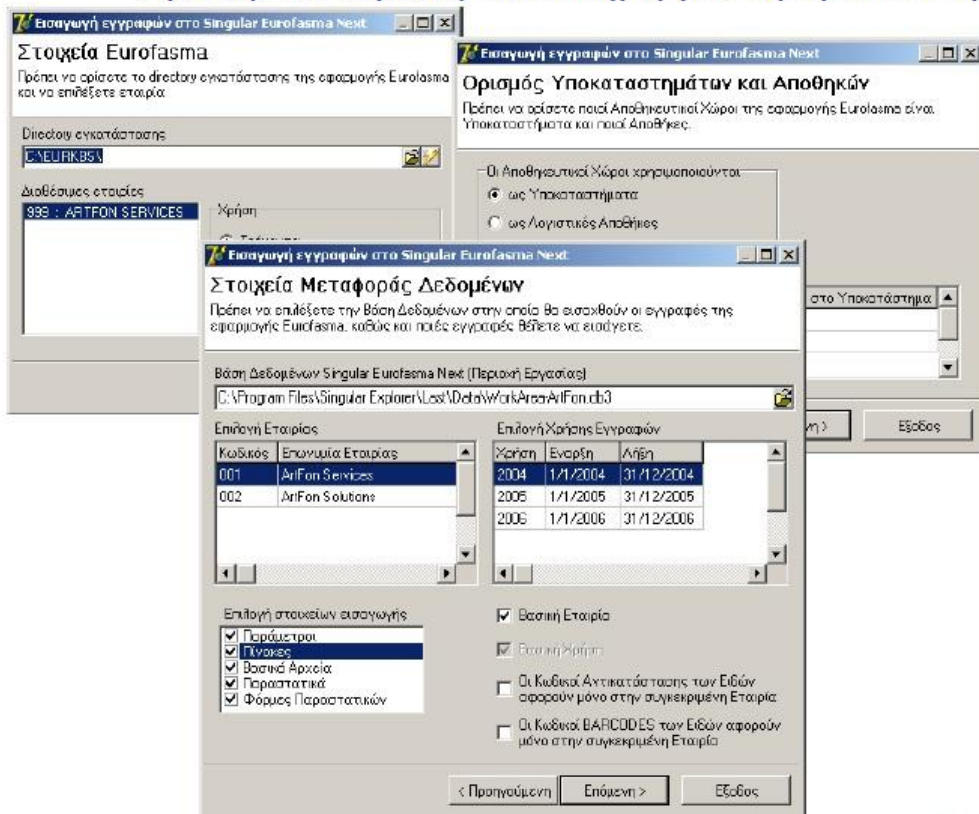 Εισαγωγή εγγραφών στο Singular Eurofasma Next
Στοιχεία Eurofasma
Πρέπει να ορίσετε το directory εγκατάστασης της εφαρμογής Eurofasma
και να επιλέξετε εταιρία
Directory εγκατάστασης
C:\EURKBS\
Διαθέσιμες εταιρίες
999 : ARTFON SERVICES
Χρήση
Εισαγωγή εγγραφών στο Singular Eurofasma Next
Ορισμός Υποκαταστημάτων και Αποθηκών
Πρέπει να ορίσετε ποιοί Αποθηκευτικοί Χώροι της εφαρμογής Eurofasma είναι
Υποκαταστήματα και ποιοί Αποθήκες.
Οι Αποθηκευτικοί Χώροι χρησιμοποιούνται
ως Υποκαταστήματα
ως Λογιστικές Αποθήκες
στο Υποκατάστημα
Έξοδος
Εισαγωγή εγγραφών στο Singular Eurofasma Next
Στοιχεία Μεταφοράς Δεδομένων
Πρέπει να επιλέξετε την Βάση Δεδομένων στην οποία θα εισαχθούν οι εγγραφές της
εφαρμογής Eurofasma, καθώς και ποιές εγγραφές θέλετε να εισάγετε.
Βάση Δεδομένων Singular Eurofasma Next (Περιοχή Εργασίας)
C:\Program Files\Singular Explorer\Last\Data\WorkArea-ArtFon.db3
Επιλογή Εταιρίας
Κωδικός Επωνυμία Εταιρίας
001 ArtFon Services
002 ArtFon Solutions
Επιλογή Χρήσης Εγγραφών
Χρήση Έναρξη Λήξη
2004 1/1/2004 31/12/2004
2005 1/1/2005 31/12/2005
2006 1/1/2006 31/12/2006
Επιλογή στοιχείων εισαγωγής
Παράμετροι
Πίνακες
Βασικά Αρχεία
Παραστατικά
Φόρμες Παραστατικών
Βασική Εταιρία
Βασική Χρήση
Οι Κωδικοί Αντικατάστασης των Ειδών
αφορούν μόνο στην συγκεκριμένη Εταιρία
Οι Κωδικοί BARCODES των Ειδών αφορούν
μόνο στην συγκεκριμένη Εταιρία
< Προηγούμενη
Επόμενη >
Έξοδος